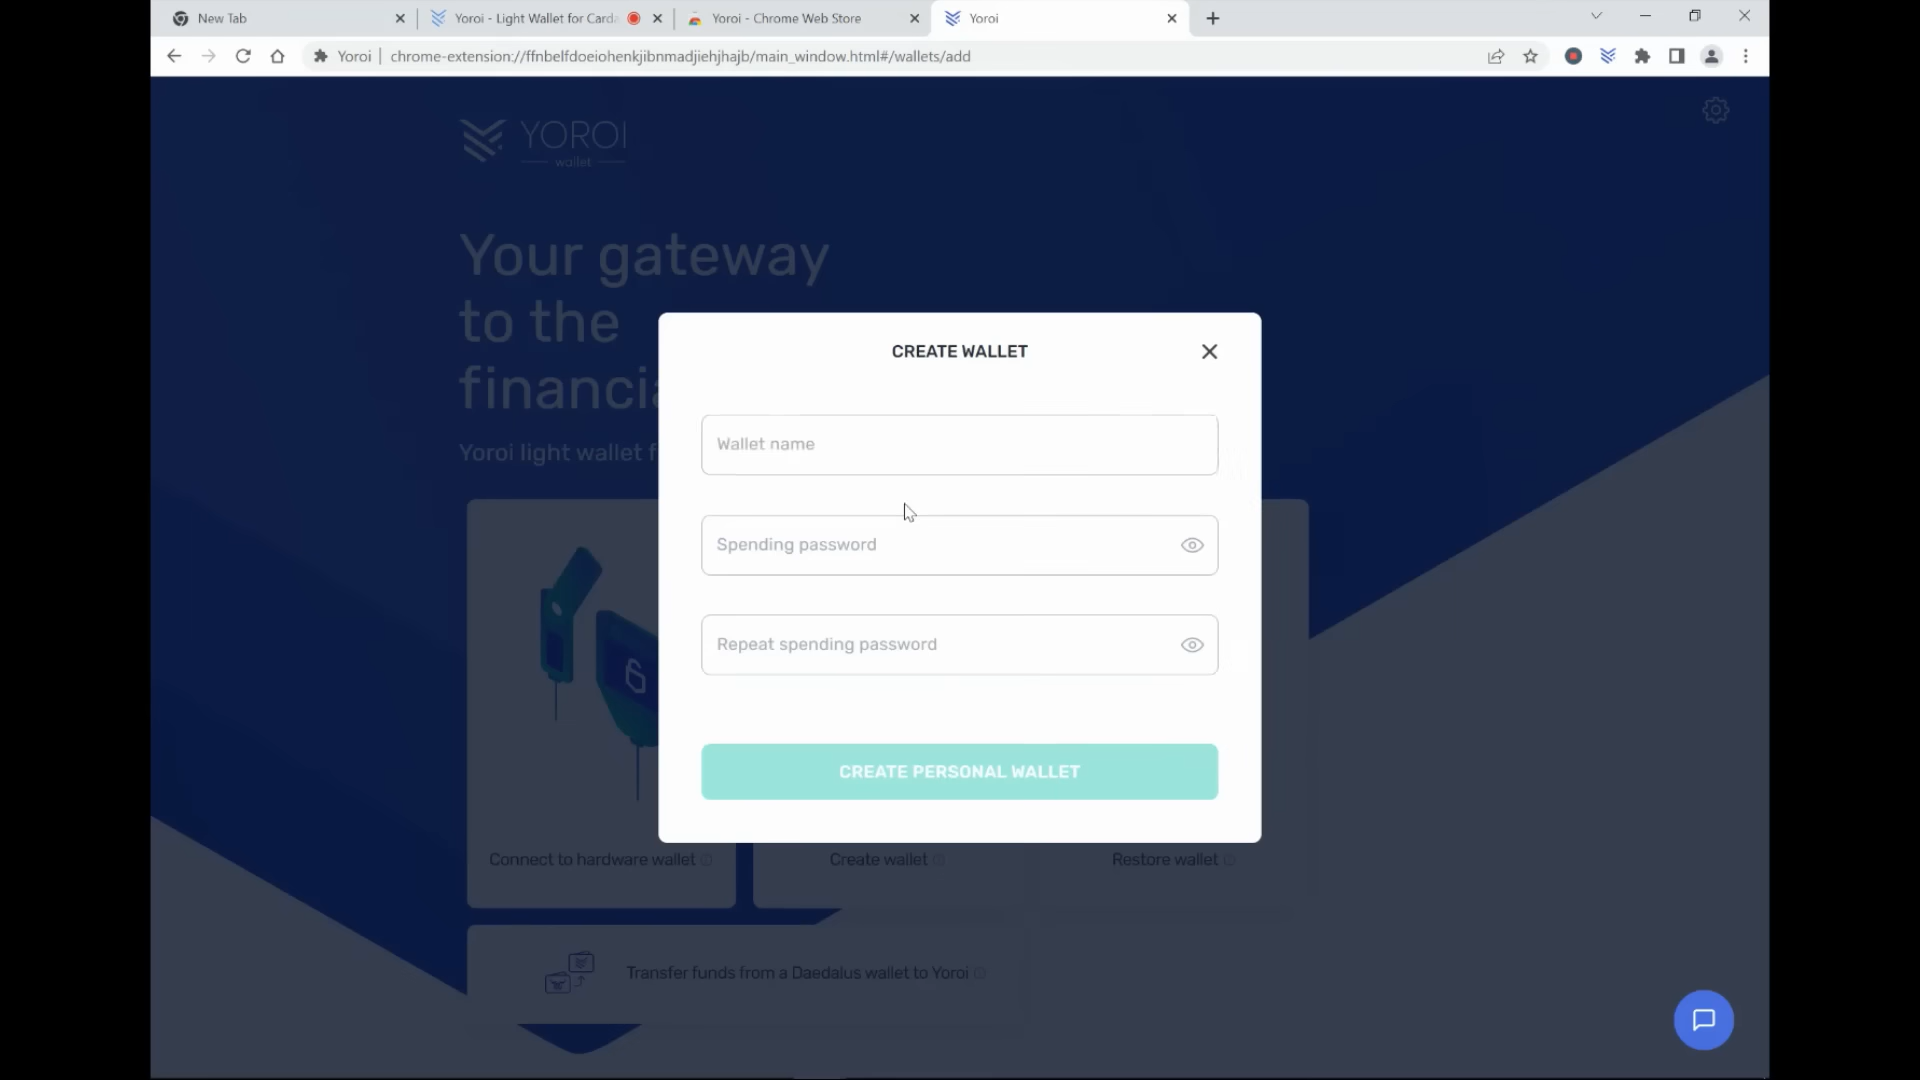 New Tab
Yoroi - Light Wallet for Carda
Yoroi - Chrome Web Store
Yoroi
Yoroi | chrome-extension://ffnbelfdoeiohenkjibnmadjiehjhajb/main_window.html#/wallets/add
YOROI
wallet
Your gateway
to the
financia
Yoroi light wallet f
CREATE WALLET
Wallet name
Spending password
Repeat spending password
CREATE PERSONAL WALLET
Connect to hardware wallet
Create wallet
Restore wallet
Transfer funds from a Daedalus wallet to Yoroi